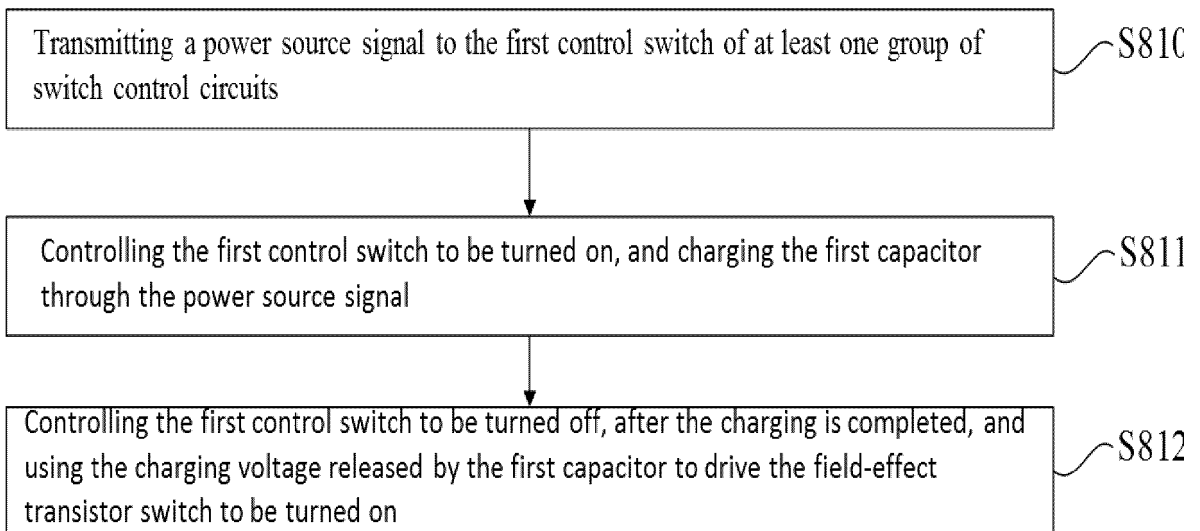 Transmitting a power source signal to the first control switch of at least one group of
switch control circuits
S810
Controlling the first control switch to be turned on, and charging the first capacitor
through the power source signal
S811
Controlling the first control switch to be turned off, after the charging is completed, and
using the charging voltage released by the first capacitor to drive the field-effect
transistor switch to be turned on
S812